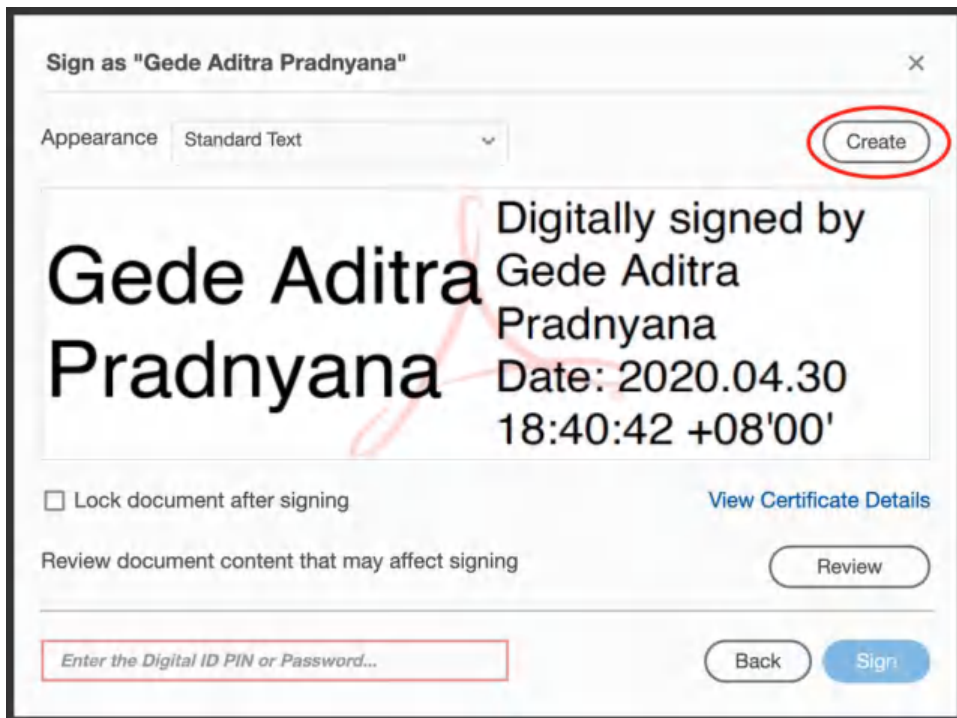 Sign as "Gede Aditra Pradnyana"
Appearance Standard Text Create
Gede Aditra
Pradnyana
Digitally signed by
Gede Aditra
Pradnyana
Date: 2020.04.30
18:40:42 +08'00'
Lock document after signing View Certificate Details
Review document content that may affect signing Review
Enter the Digital ID PIN or Password... Back Sign